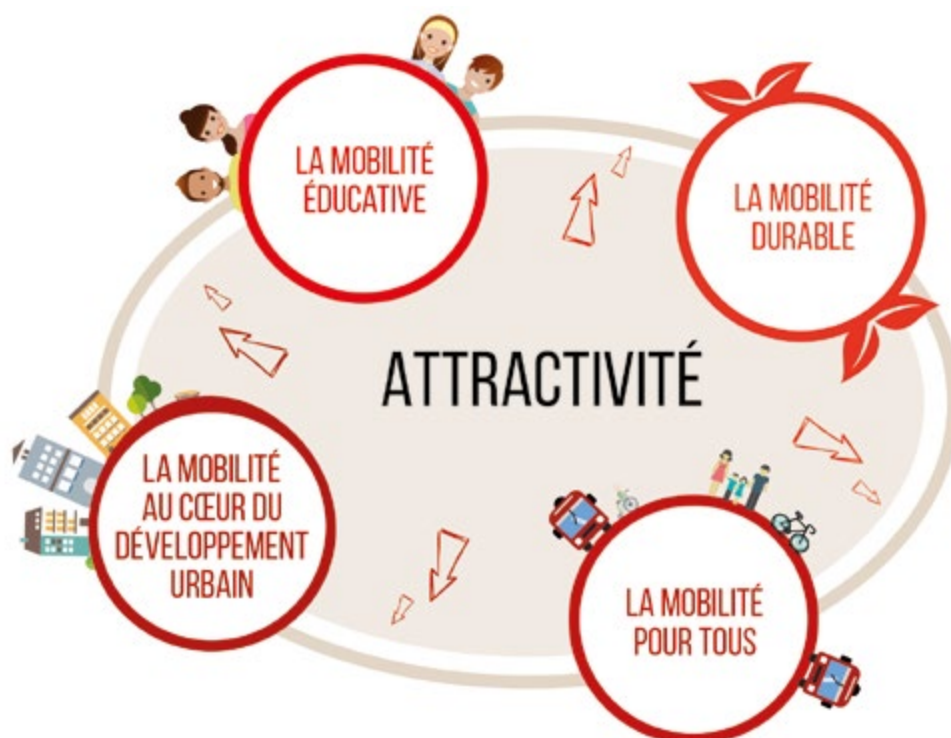 LA MOBILITÉ
ÉDUCATIVE
LA MOBILITÉ
DURABLE
ATTRACTIVITÉ
LA MOBILITÉ
AU CŒUR DU
DÉVELOPPEMENT
URBAIN
LA MOBILITÉ
POUR TOUS